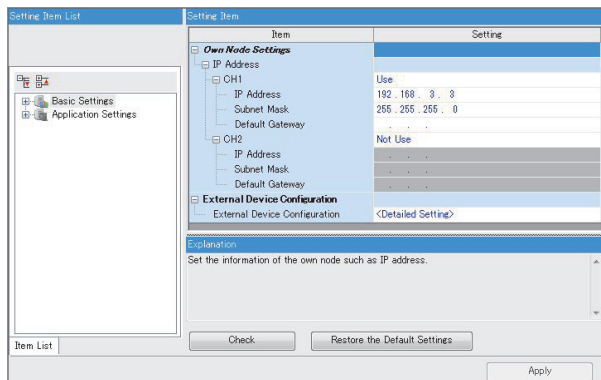 Setting Item List
Setting Item
Item Setting
Own Node Settings
IP Address
CH1 Use
IP Address 192 . 168 . 3 . 3
Subnet Mask 255 . 255 . 255 . 0
Default Gateway . . .
CH2 Not Use
IP Address . . .
Subnet Mask . . .
Default Gateway . . .
External Device Configuration
External Device Configuration <Detailed Setting>
Basic Settings
Application Settings
Explanation
Set the information of the own node such as IP address.
Item List
Check
Restore the Default Settings
Apply